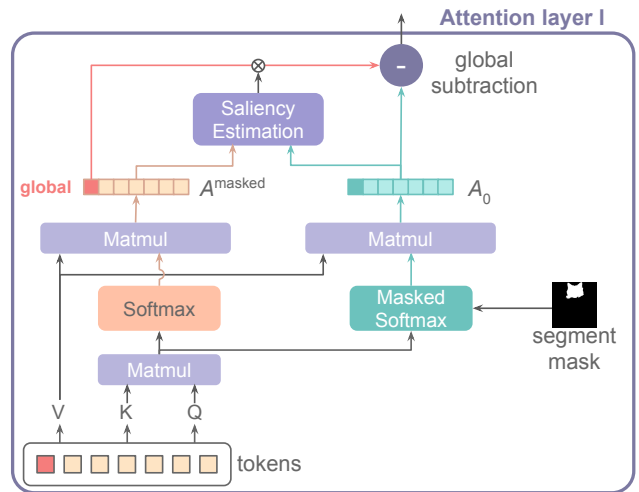 Attention layer l
global
subtraction
-
Saliency
Estimation
global
A^masked
A_0
Matmul
Matmul
Softmax
Masked
Softmax
segment
mask
Matmul
V
K
Q
tokens